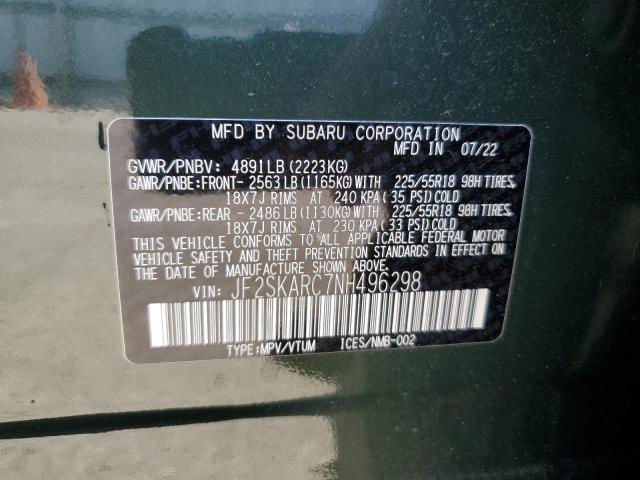 MFD BY SUBARU CORPORATION
MFD IN 07/22
GVWR/PNBV: 4891LB (2223KG)
GAWR/PNBE:FRONT- 2563LB (1165KG) WITH 225/55R18 98H TIRES,
18X7J RIMS AT 240 KPA (35 PSI) COLD
GAWR/PNBE:REAR - 2486LB (1130KG) WITH 225/55R18 98H TIRES,
18X7J RIMS AT 230 KPA (33 PSI) COLD
THIS VEHICLE CONFORMS TO ALL APPLICABLE FEDERAL MOTOR
VEHICLE SAFETY, BUMPER, AND THEFT PREVENTION
STANDARDS IN EFFECT ON THE DATE OF MANUFACTURE SHOWN ABOVE.
VIN: JF2SKARC7NH496298
TYPE:MPV/VTUM ICES/NMB-002